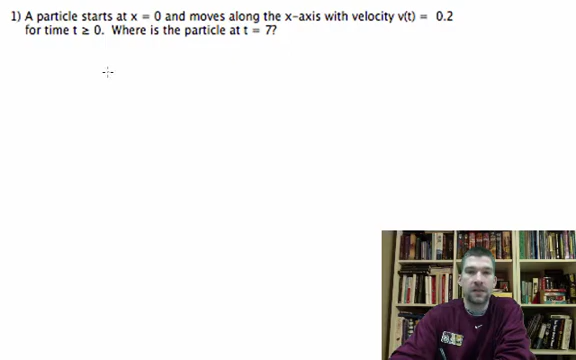 1) A particle starts at x = 0 and moves along the x-axis with velocity v(t) = 0.2
for time t ≥ 0. Where is the particle at t = 7?